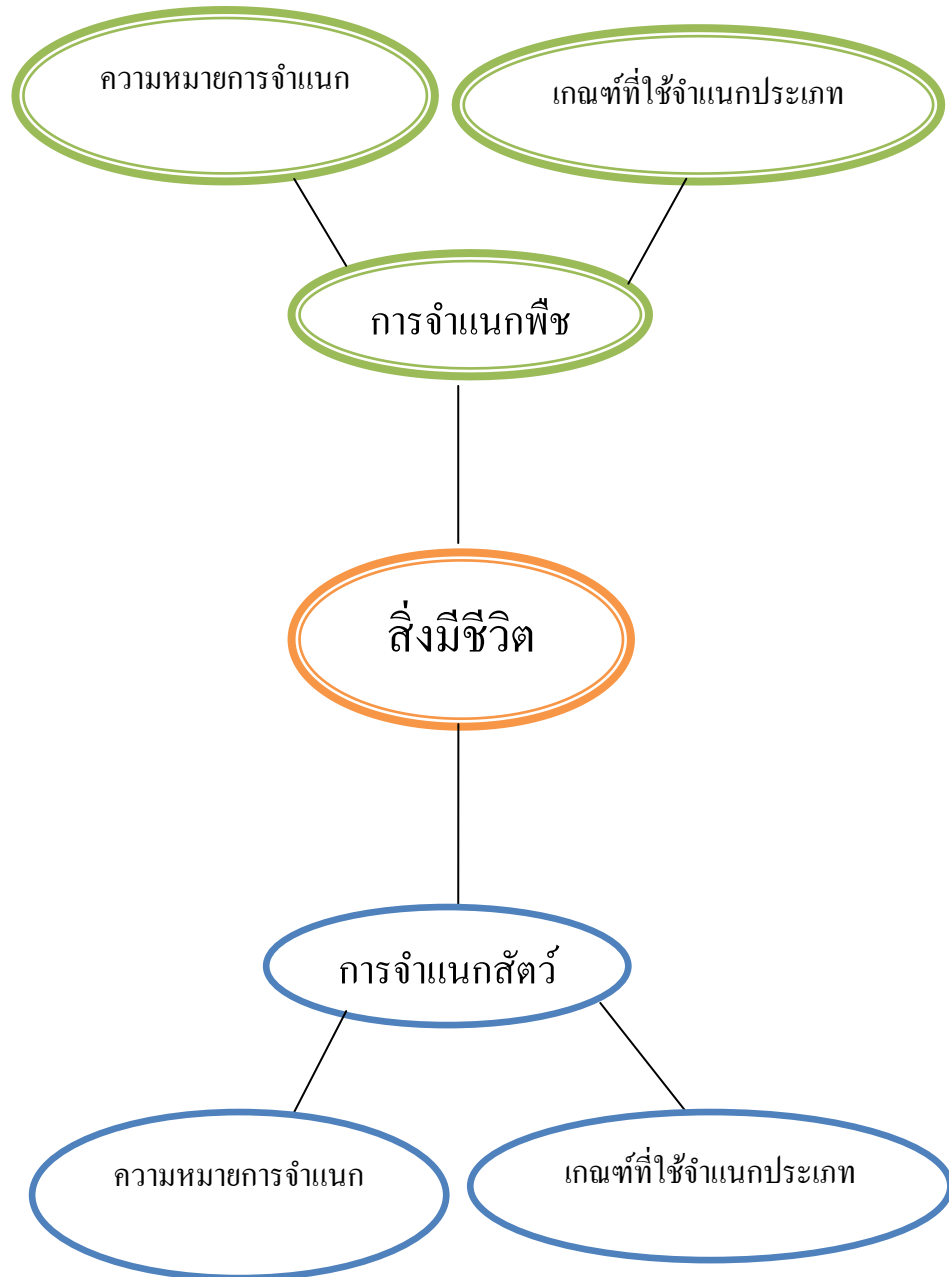 ความหมายการจำแนก
เกณฑ์ที่ใช้จำแนกประเภท
การจำแนกพืช
สิ่งมีชีวิต
การจำแนกสัตว์
ความหมายการจำแนก
เกณฑ์ที่ใช้จำแนกประเภท